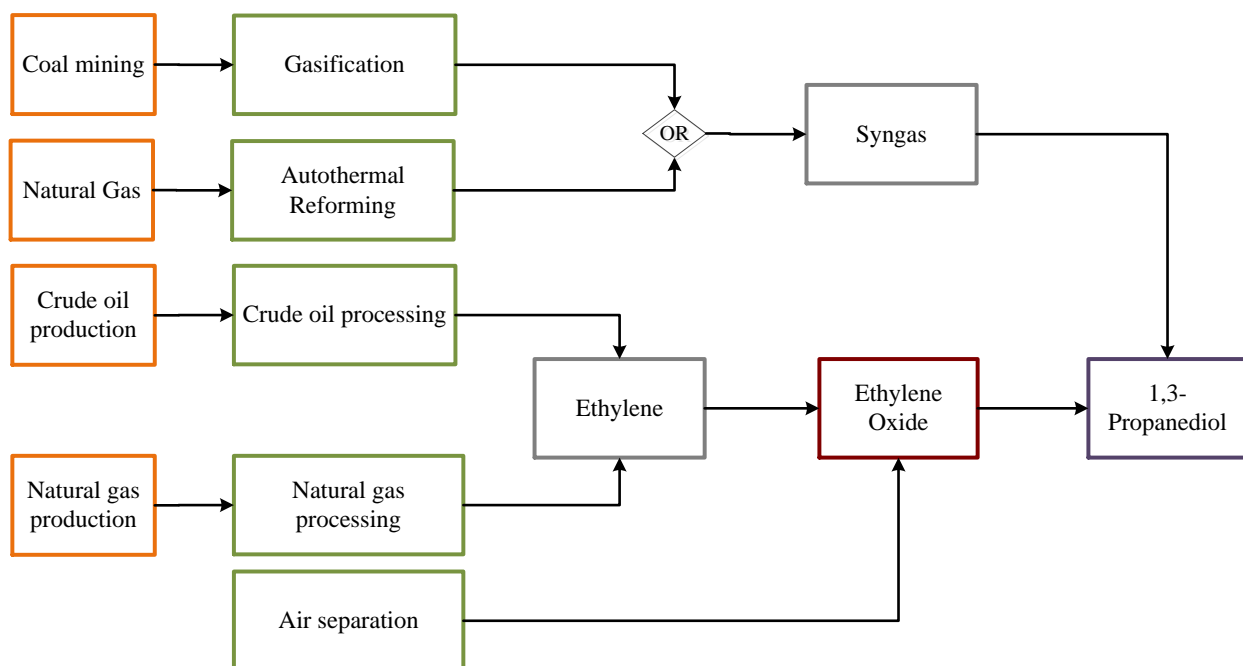 Coal mining
Gasification
OR
Syngas
Natural Gas
Autothermal
Reforming
Crude oil
production
Crude oil processing
Ethylene
Ethylene
Oxide
1,3-
Propanediol
Natural gas
production
Natural gas
processing
Air separation